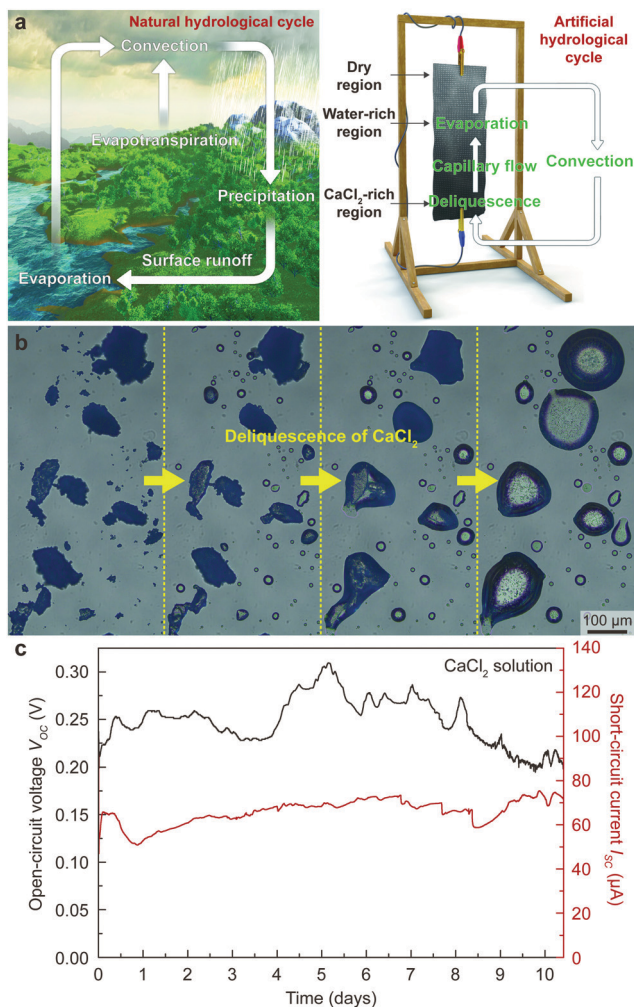 a
Natural hydrological cycle
Convection
Evapotranspiration
Precipitation
Surface runoff
Evaporation
Artificial
hydrological
cycle
Dry
region
Water-rich
region
CaCl₂-rich
region
Evaporation
Capillary flow
Deliquescence
Convection
b
Deliquescence of CaCl₂
100 µm
c
CaCl₂ solution
Open-circuit voltage V_OC (V)
0.30
0.25
0.20
0.15
0.10
0.05
0.00
Short-circuit current I_SC (µA)
140
120
100
80
60
40
20
0
0 1 2 3 4 5 6 7 8 9 10
Time (days)